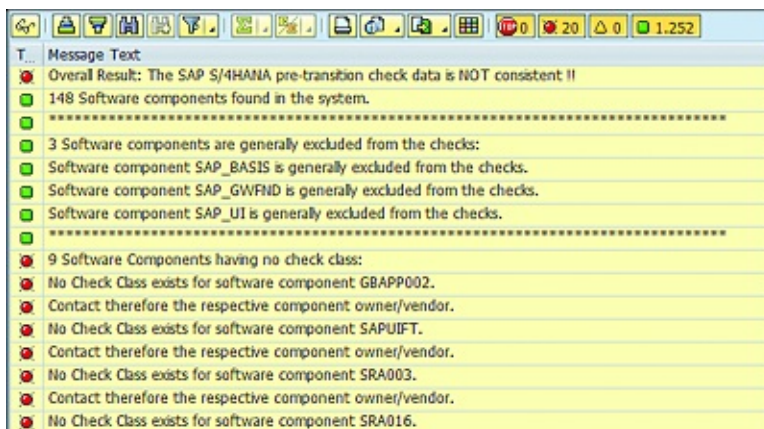 STOP 0 20 0 1.252
T... Message Text
Overall Result: The SAP S/4HANA pre-transition check data is NOT consistent !!
148 Software components found in the system.
********************************************************************************
3 Software components are generally excluded from the checks:
Software component SAP_BASIS is generally excluded from the checks.
Software component SAP_GWFND is generally excluded from the checks.
Software component SAP_UI is generally excluded from the checks.
********************************************************************************
9 Software Components having no check class:
No Check Class exists for software component GBAPP002.
Contact therefore the respective component owner/vendor.
No Check Class exists for software component SAPUIFT.
Contact therefore the respective component owner/vendor.
No Check Class exists for software component SRA003.
Contact therefore the respective component owner/vendor.
No Check Class exists for software component SRA016.